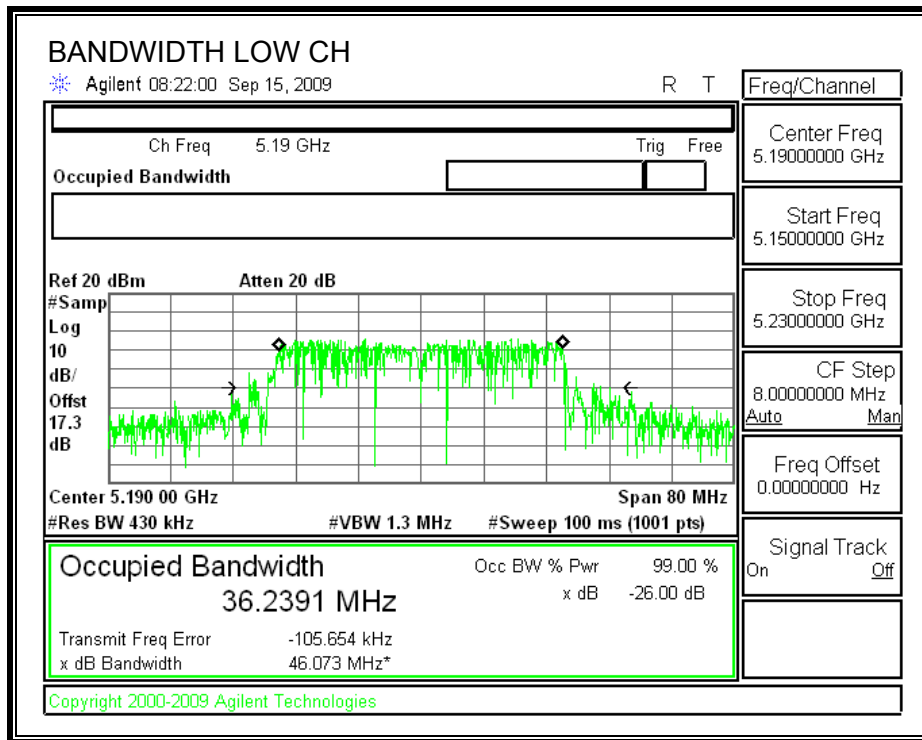 BANDWIDTH LOW CH
Agilent 08:22:00 Sep 15, 2009 R T
Freq/Channel
Ch Freq 5.19 GHz Trig Free
Occupied Bandwidth
Center Freq
5.19000000 GHz
Start Freq
5.15000000 GHz
Stop Freq
5.23000000 GHz
CF Step
8.00000000 MHz
Auto Man
Freq Offset
0.00000000 Hz
Signal Track
On Off
Ref 20 dBm Atten 20 dB
#Samp
Log
10
dB/
Offst
17.3
dB
Center 5.190 00 GHz Span 80 MHz
#Res BW 430 kHz #VBW 1.3 MHz #Sweep 100 ms (1001 pts)
Occupied Bandwidth Occ BW % Pwr 99.00 %
36.2391 MHz x dB -26.00 dB
Transmit Freq Error -105.654 kHz
x dB Bandwidth 46.073 MHz*
Copyright 2000-2009 Agilent Technologies